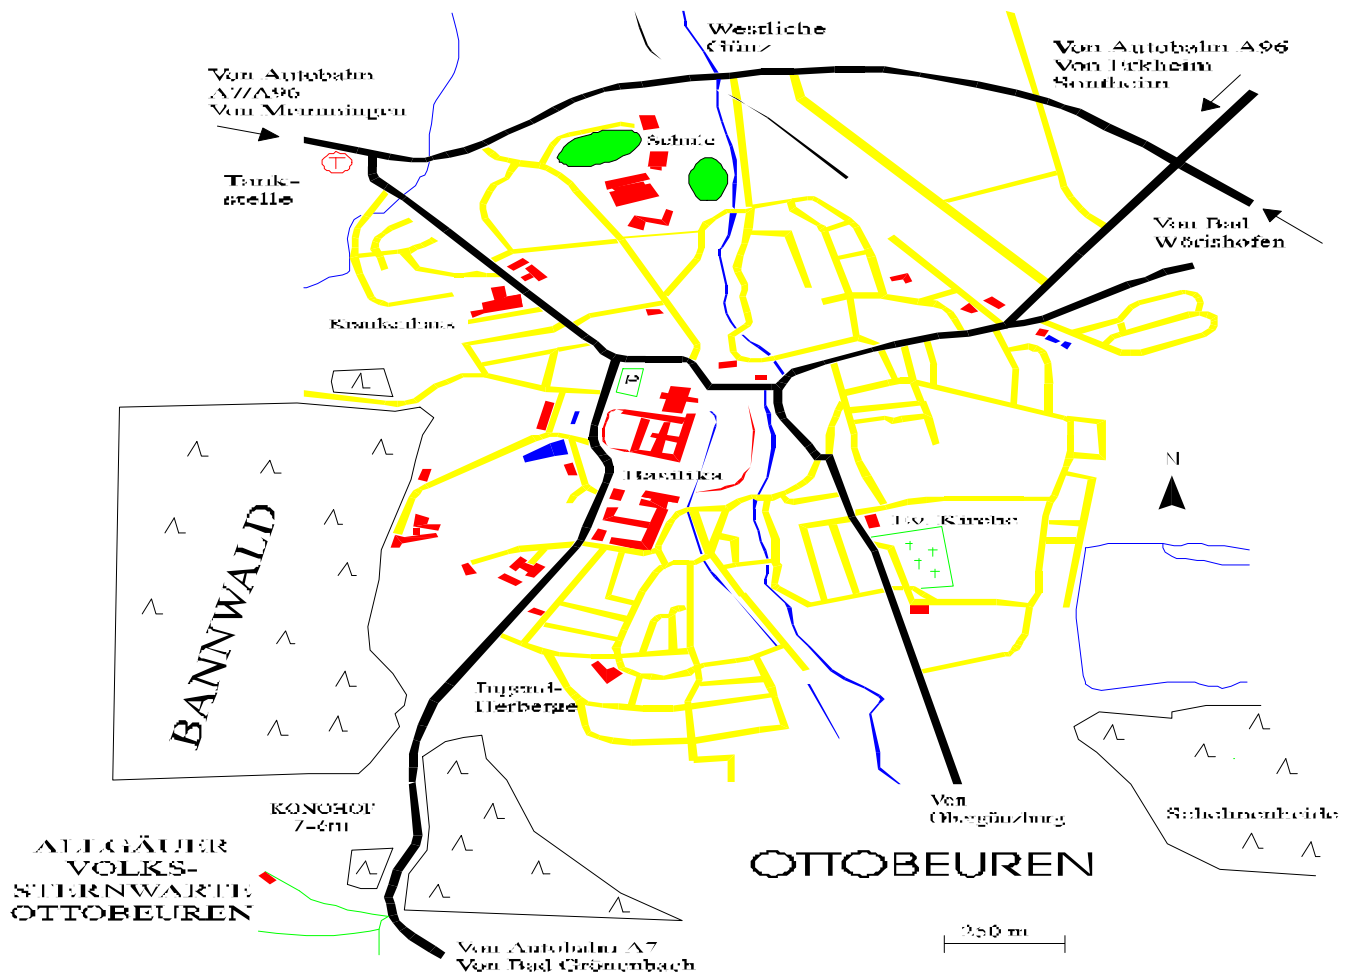 Westliche
Günz
Von Autobahn A96
Von Erkheim
Sontheim
Von Autobahn
A7/A96
Von Memmingen
Schule
T
Tank-
stelle
Von Bad
Wörishofen
Krankenhaus
P
Basilika
N
Ev. Kirche
BANNWALD
Jugend-
Herberge
KONOHOF
Von
Obergünzburg
Schelmenheide
ALLGÄUER
VOLKS-
STERNWARTE
OTTOBEUREN
OTTOBEUREN
250 m
Von Autobahn A7
Von Bad Grönenbach